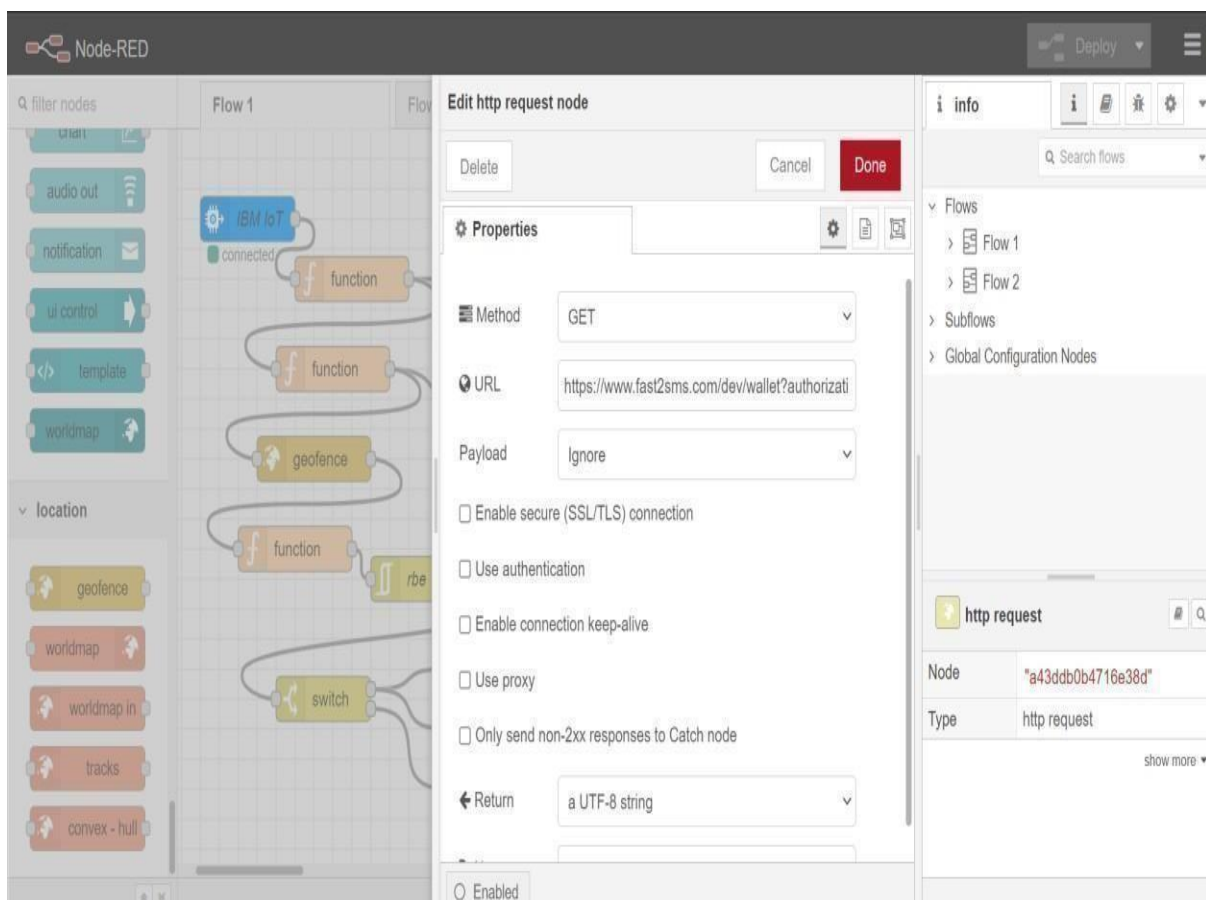 Node-RED
Deploy
filter nodes
chart
audio out
notification
ui control
</> template
worldmap
location
geofence
worldmap
worldmap in
tracks
convex - hull
Flow 1
Flow
IBM IoT
connected
function
function
geofence
function
rbe
switch
Edit http request node
Delete
Cancel
Done
Properties
Method
GET
URL
https://www.fast2sms.com/dev/wallet?authorizati
Payload
Ignore
Enable secure (SSL/TLS) connection
Use authentication
Enable connection keep-alive
Use proxy
Only send non-2xx responses to Catch node
Return
a UTF-8 string
Enabled
i info
i
Search flows
Flows
Flow 1
Flow 2
Subflows
Global Configuration Nodes
http request
Node
"a43ddb0b4716e38d"
Type
http request
show more